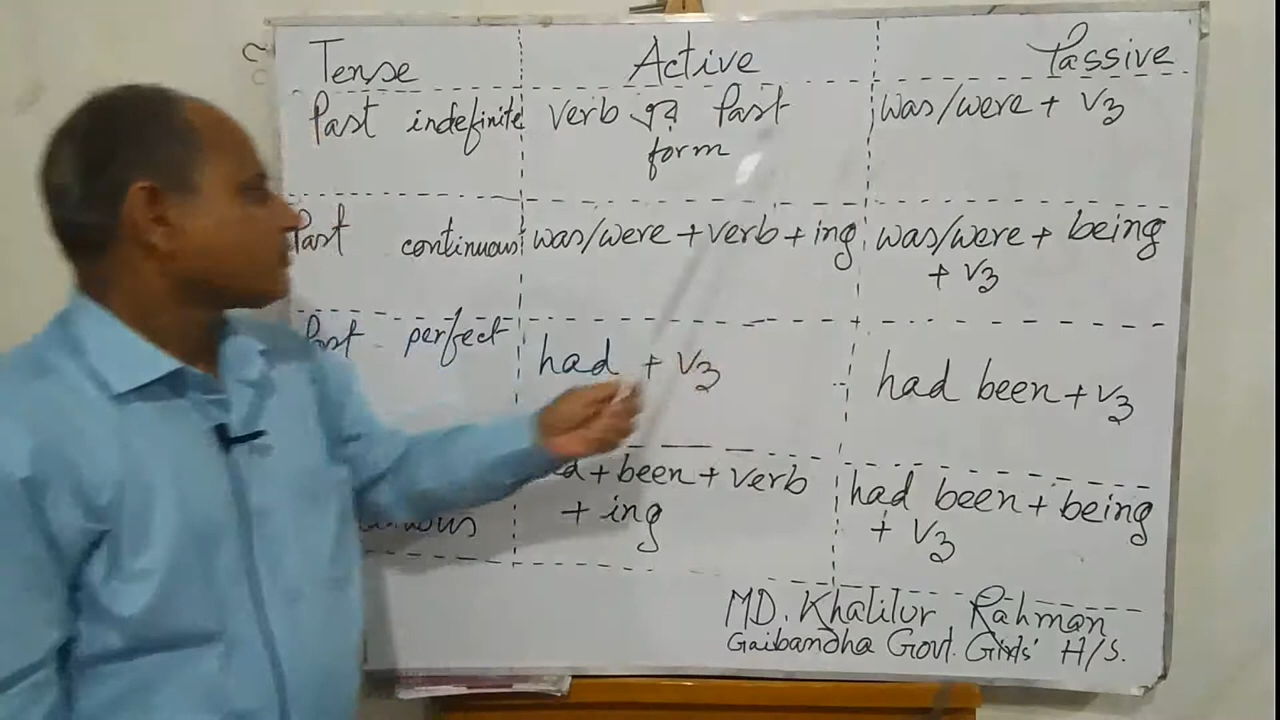 Tense Active Passive
Past indefinite verb এর Past form was/were + V3
Past continuous was/were + verb + ing was/were + being + V3
Past perfect had + V3 had been + V3
+ been + verb + ing had been + being + V3
MD. Khalilur Rahman
Gaibandha Govt. Girls' H/S.